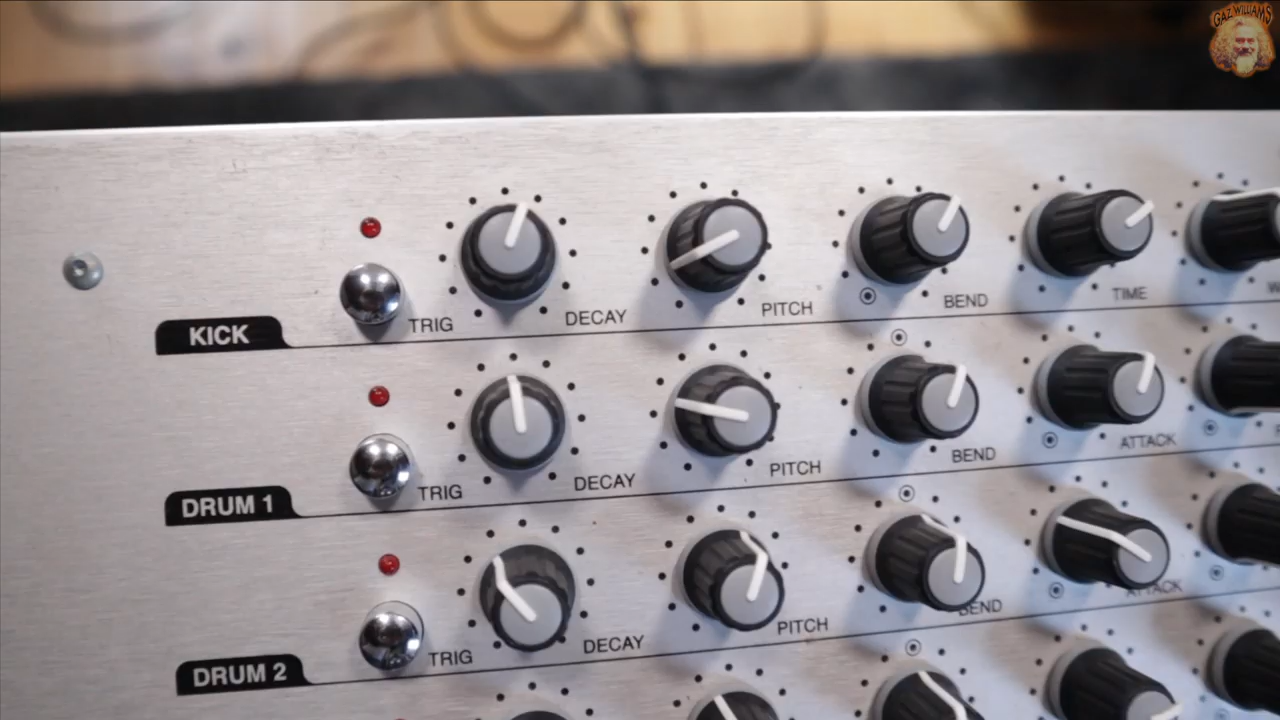 GAZ WILLIAMS
KICK
TRIG
DECAY
PITCH
BEND
TIME
DRUM 1
TRIG
DECAY
PITCH
BEND
ATTACK
DRUM 2
TRIG
DECAY
PITCH
BEND
ATTACK